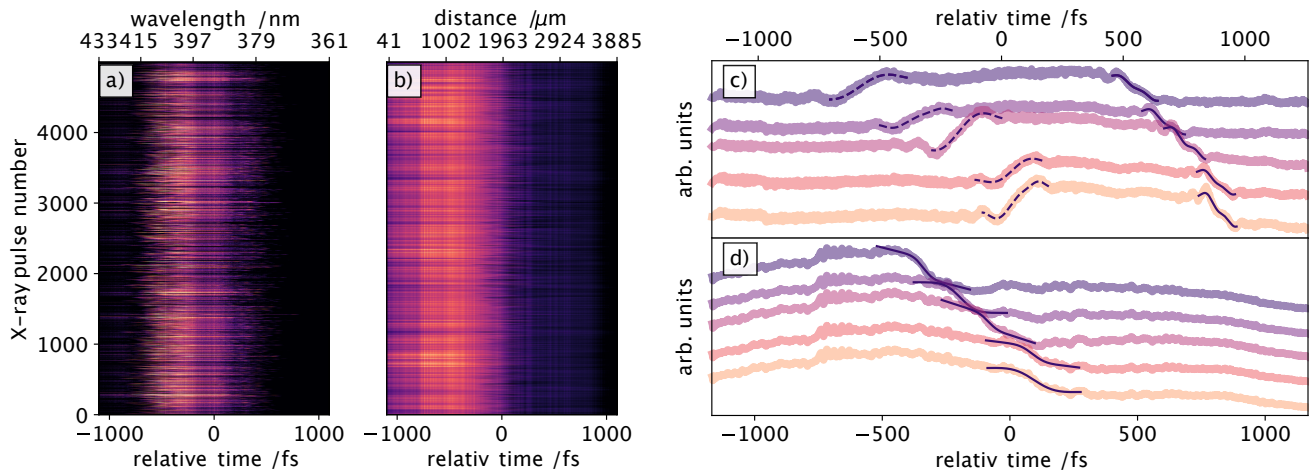 wavelength /nm
433415 397 379 361
distance /μm
41 1002 1963 2924 3885
relativ time /fs
−1000 −500 0 500 1000
a)
b)
c)
d)
X−ray pulse number
4000
3000
2000
1000
0
arb. units
arb. units
−1000 0 1000
relative time /fs
−1000 0 1000
relative time /fs
−1000 −500 0 500 1000
relativ time /fs